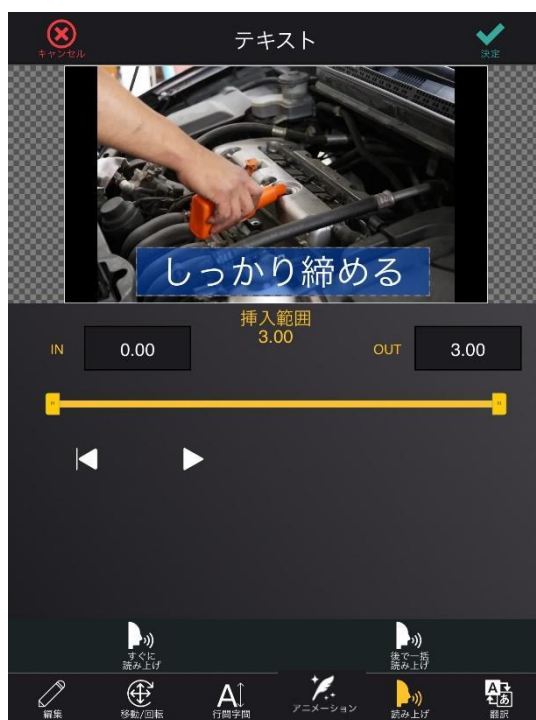 テキスト
キャンセル
決定
しっかり締める
挿入範囲
3.00
IN
0.00
OUT
3.00
すぐに
読み上げ
後で一括
読み上げ
編集
移動/回転
行間字間
アニメーション
読み上げ
翻訳